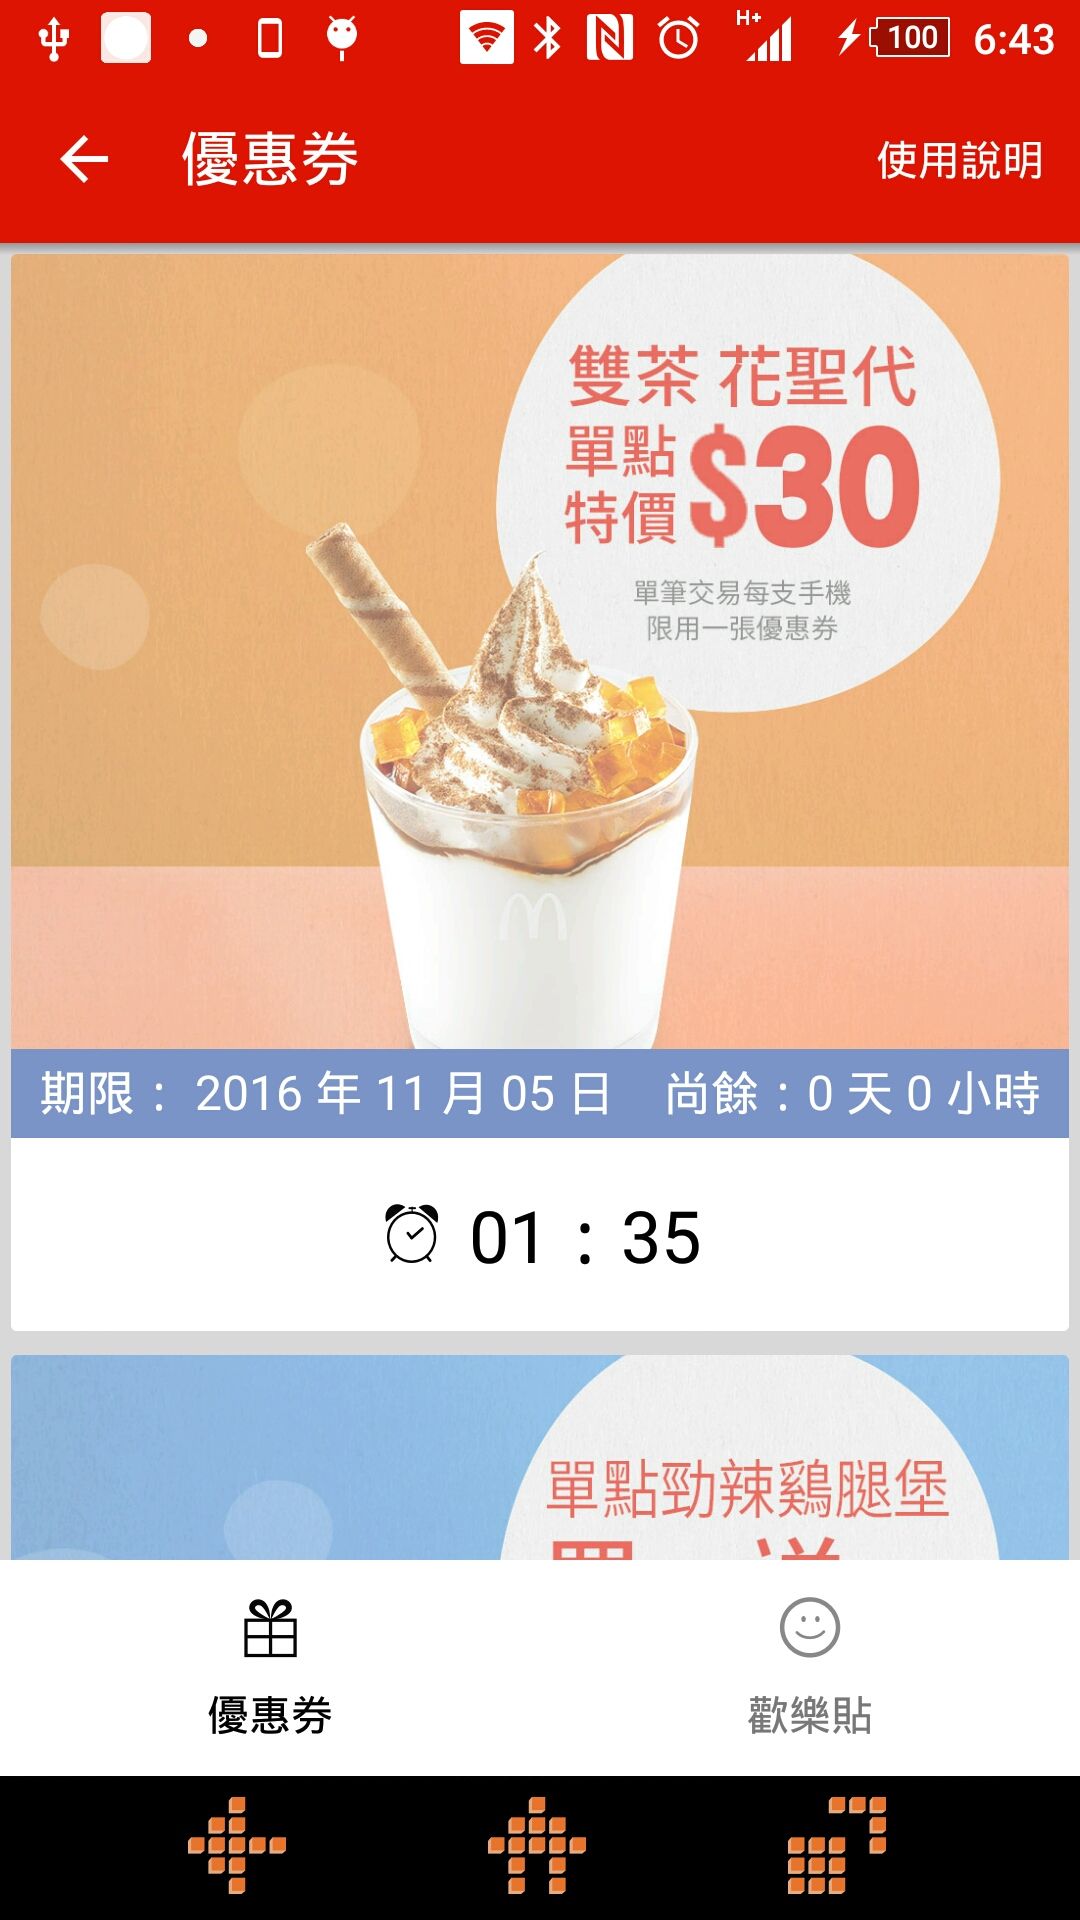 H+ 100 6:43
優惠券 使用說明
雙茶 花聖代
單點
特價 $30
單筆交易每支手機
限用一張優惠券
期限： 2016 年 11 月 05 日 尚餘：0 天 0 小時
01 : 35
單點勁辣鷄腿堡
優惠券 歡樂貼